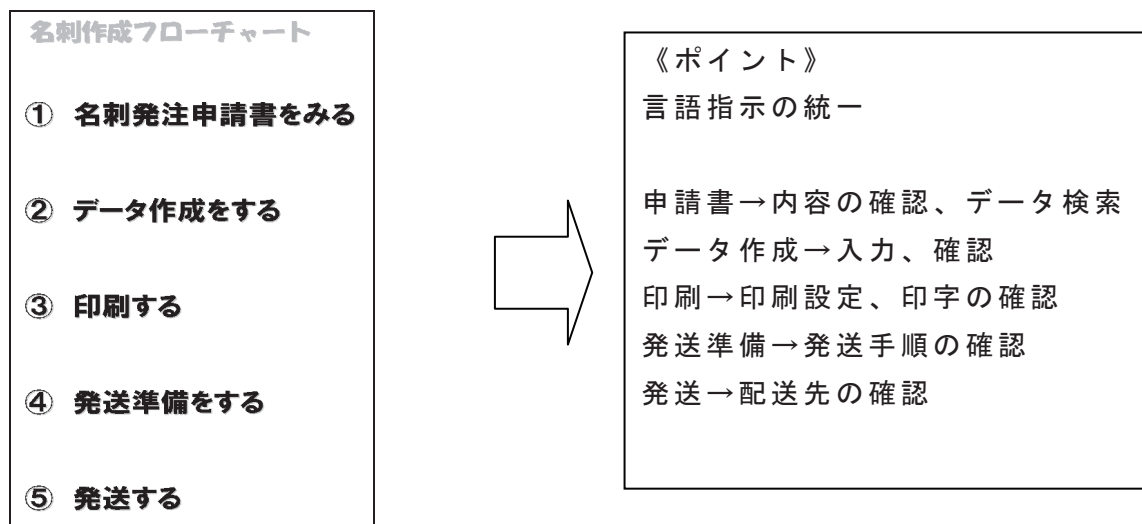 名刺作成フローチャート
① 名刺発注申請書をみる
② データ作成をする
③ 印刷する
④ 発送準備をする
⑤ 発送する
《ポイント》
言語指示の統一
申請書→内容の確認、データ検索
データ作成→入力、確認
印刷→印刷設定、印字の確認
発送準備→発送手順の確認
発送→配送先の確認